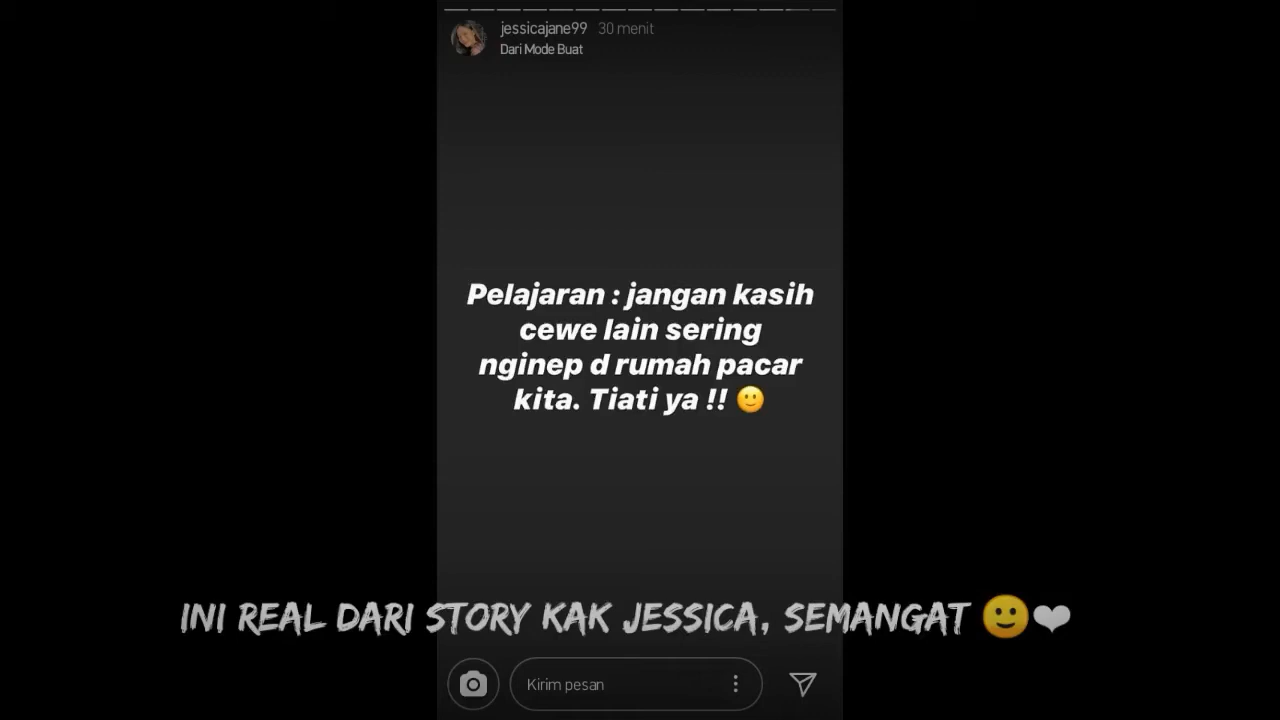 jessicajane99 30 menit
Dari Mode Buat
Pelajaran : jangan kasih
cewe lain sering
nginep d rumah pacar
kita. Tiati ya !! 🙂
INI REAL DARI STORY KAK JESSICA, SEMANGAT 🙂❤
Kirim pesan